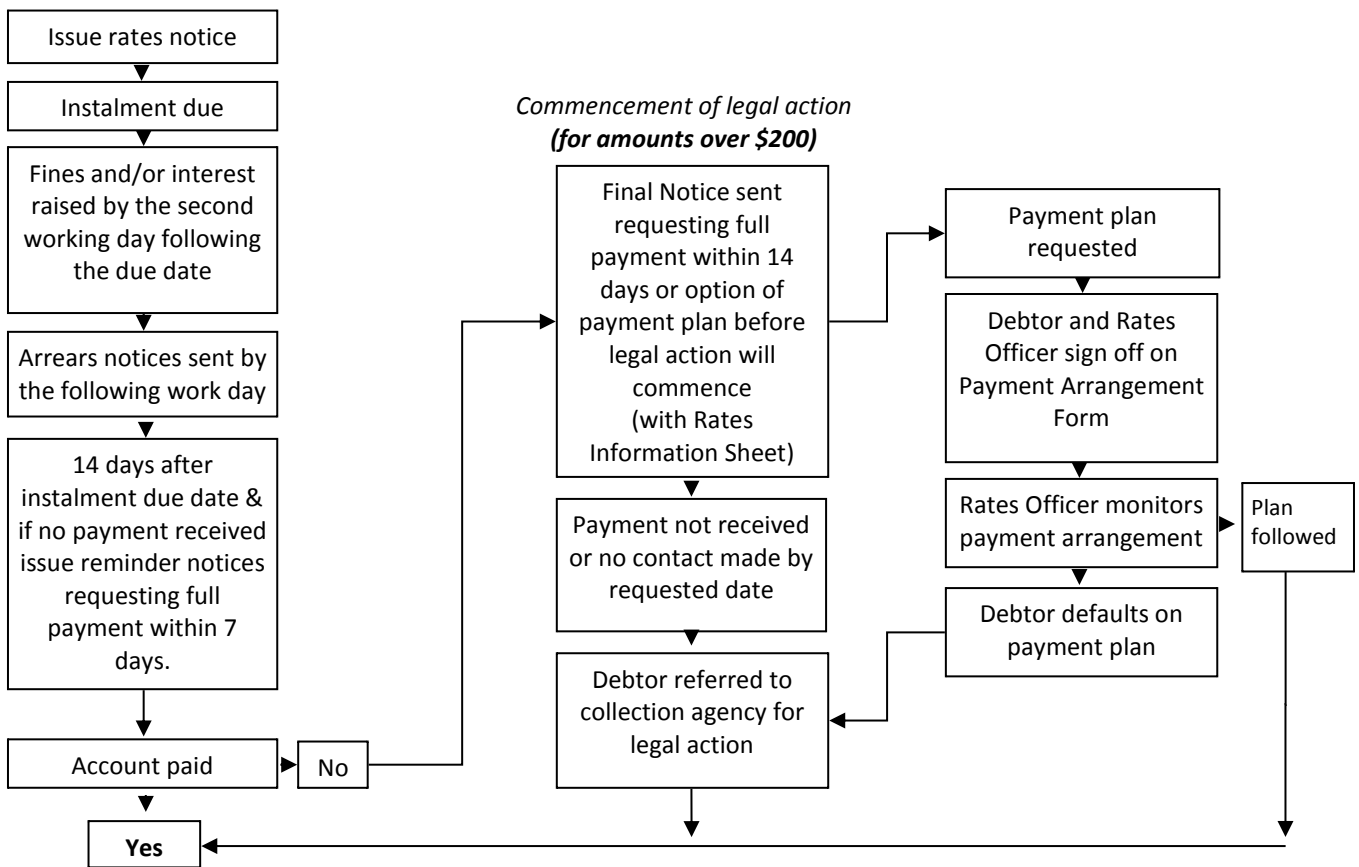 Issue rates notice
Instalment due
Fines and/or interest
raised by the second
working day following
the due date
Arrears notices sent by
the following work day
14 days after
instalment due date &
if no payment received
issue reminder notices
requesting full
payment within 7
days.
Account paid
No
Yes
Commencement of legal action
(for amounts over $200)
Final Notice sent
requesting full
payment within 14
days or option of
payment plan before
legal action will
commence
(with Rates
Information Sheet)
Payment not received
or no contact made by
requested date
Debtor referred to
collection agency for
legal action
Payment plan
requested
Debtor and Rates
Officer sign off on
Payment Arrangement
Form
Rates Officer monitors
payment arrangement
Plan
followed
Debtor defaults on
payment plan